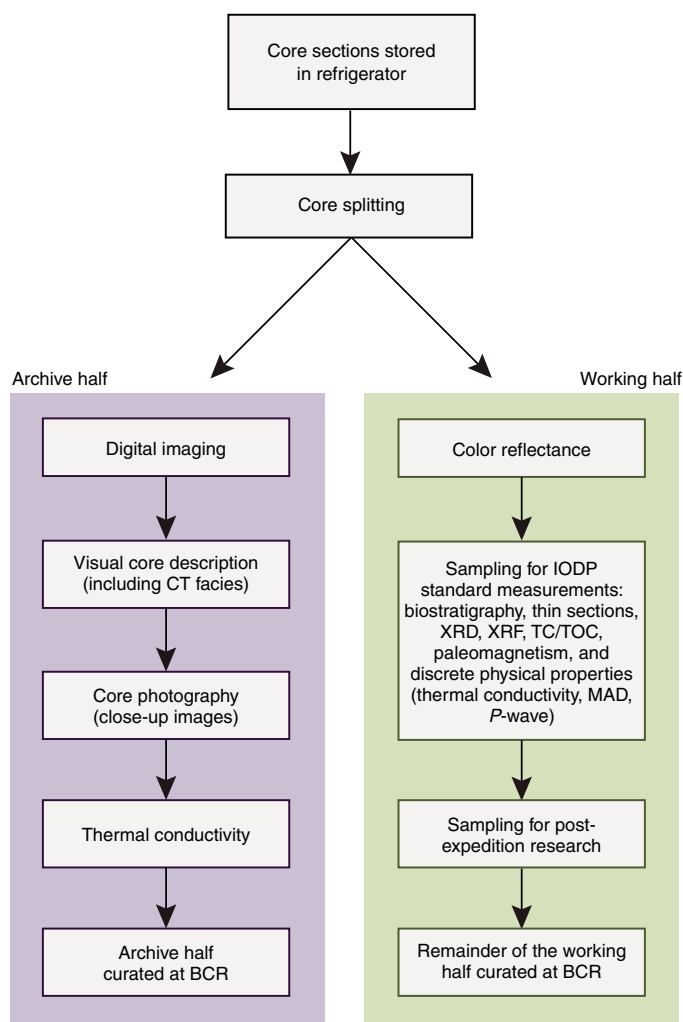 Core sections stored
in refrigerator
Core splitting
Archive half
Digital imaging
Visual core description
(including CT facies)
Core photography
(close-up images)
Thermal conductivity
Archive half
curated at BCR
Working half
Color reflectance
Sampling for IODP
standard measurements:
biostratigraphy, thin sections,
XRD, XRF, TC/TOC,
paleomagnetism, and
discrete physical properties
(thermal conductivity, MAD,
P-wave)
Sampling for post-
expedition research
Remainder of the working
half curated at BCR